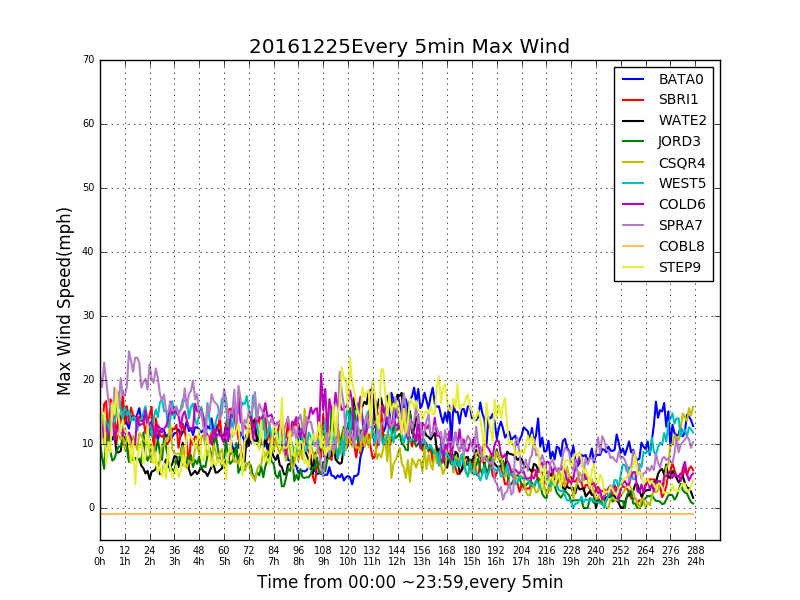 20161225Every 5min Max Wind
Max Wind Speed(mph)
70
60
50
40
30
20
10
0
BATA0
SBRI1
WATE2
JORD3
CSQR4
WEST5
COLD6
SPRA7
COBL8
STEP9
0 12 24 36 48 60 72 84 96 108 120 132 144 156 168 180 192 204 216 228 240 252 264 276 288
0h 1h 2h 3h 4h 5h 6h 7h 8h 9h 10h 11h 12h 13h 14h 15h 16h 17h 18h 19h 20h 21h 22h 23h 24h
Time from 00:00 ~23:59,every 5min